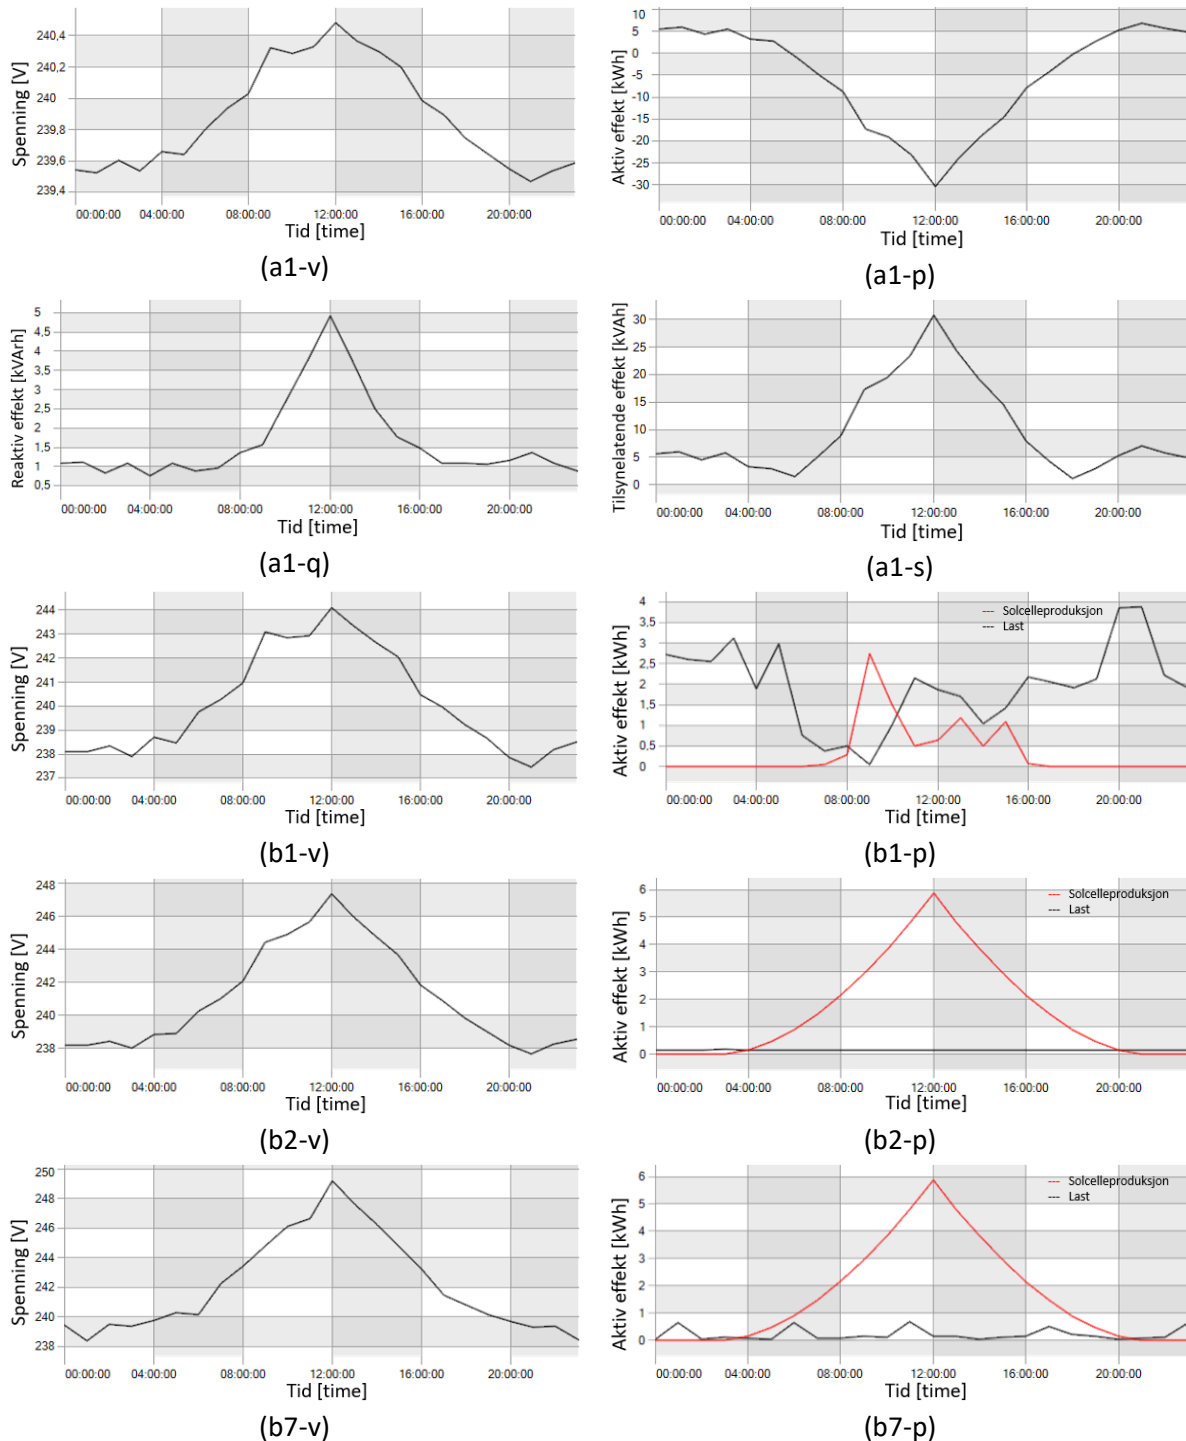 Spenning [V]
240,4
240,2
240
239,8
239,6
239,4
00:00:00 04:00:00 08:00:00 12:00:00 16:00:00 20:00:00
Tid [time]
(a1-v)
Aktiv effekt [kWh]
10
5
0
-5
-10
-15
-20
-25
-30
00:00:00 04:00:00 08:00:00 12:00:00 16:00:00 20:00:00
Tid [time]
(a1-p)
Reaktiv effekt [kVArh]
5
4,5
4
3,5
3
2,5
2
1,5
1
0,5
00:00:00 04:00:00 08:00:00 12:00:00 16:00:00 20:00:00
Tid [time]
(a1-q)
Tilsynelatende effekt [kVAh]
30
25
20
15
10
5
0
00:00:00 04:00:00 08:00:00 12:00:00 16:00:00 20:00:00
Tid [time]
(a1-s)
Spenning [V]
244
243
242
241
240
239
238
237
00:00:00 04:00:00 08:00:00 12:00:00 16:00:00 20:00:00
Tid [time]
(b1-v)
Aktiv effekt [kWh]
4
3,5
3
2,5
2
1,5
1
0,5
0
--- Solcelleproduksjon
--- Last
00:00:00 04:00:00 08:00:00 12:00:00 16:00:00 20:00:00
Tid [time]
(b1-p)
Spenning [V]
248
246
244
242
240
238
00:00:00 04:00:00 08:00:00 12:00:00 16:00:00 20:00:00
Tid [time]
(b2-v)
Aktiv effekt [kWh]
6
5
4
3
2
1
0
--- Solcelleproduksjon
--- Last
00:00:00 04:00:00 08:00:00 12:00:00 16:00:00 20:00:00
Tid [time]
(b2-p)
Spenning [V]
250
248
246
244
242
240
238
00:00:00 04:00:00 08:00:00 12:00:00 16:00:00 20:00:00
Tid [time]
(b7-v)
Aktiv effekt [kWh]
6
5
4
3
2
1
0
--- Solcelleproduksjon
--- Last
00:00:00 04:00:00 08:00:00 12:00:00 16:00:00 20:00:00
Tid [time]
(b7-p)